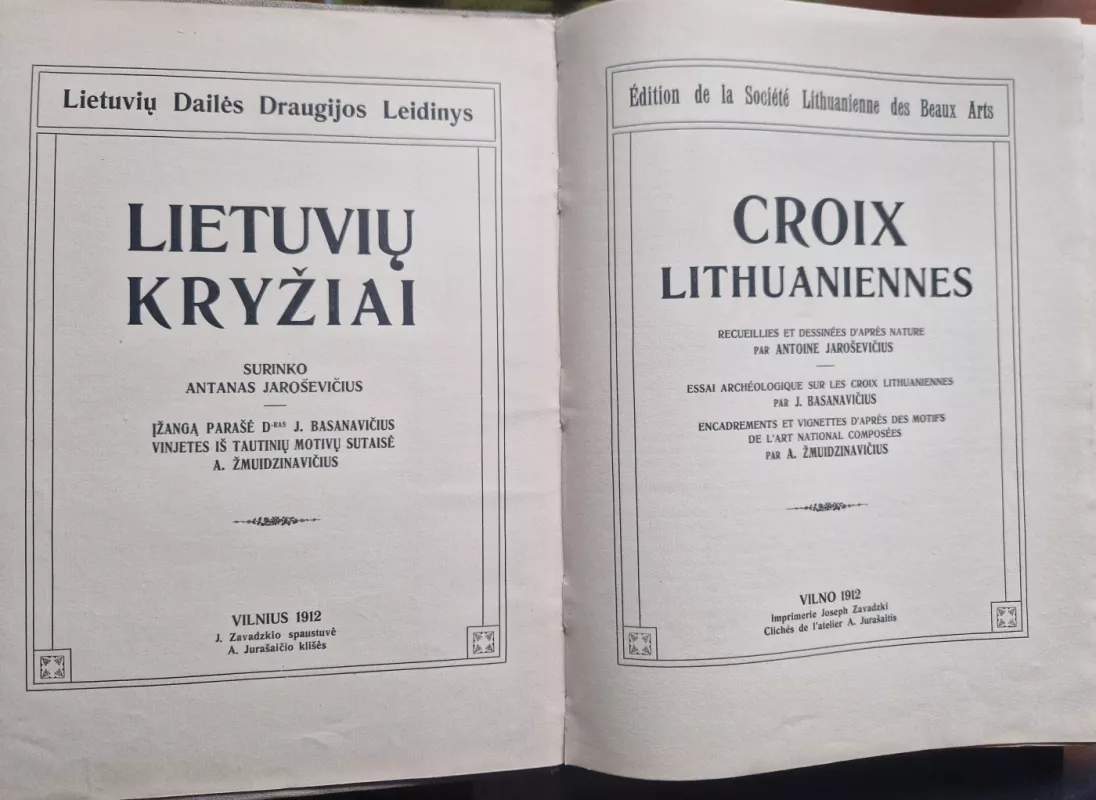 Lietuvių Dailės Draugijos Leidinys
LIETUVIŲ
KRYŽIAI
SURINKO
ANTANAS JAROŠEVIČIUS
ĮŽANGĄ PARAŠĖ D-RAS J. BASANAVIČIUS
VINJETES IŠ TAUTINIŲ MOTIVŲ SUTAISĖ
A. ŽMUIDZINAVIČIUS
VILNIUS 1912
J. Zavadzkio spaustuvė
A. Jurašaičio klišės
Édition de la Société Lithuanienne des Beaux Arts
CROIX
LITHUANIENNES
RECUEILLIES ET DESSINÉES D'APRÈS NATURE
PAR ANTOINE JAROŠEVIČIUS
ESSAI ARCHÉOLOGIQUE SUR LES CROIX LITHUANIENNES
PAR J. BASANAVIČIUS
ENCADREMENTS ET VIGNETTES D'APRÈS DES MOTIFS
DE L'ART NATIONAL COMPOSÉES
PAR A. ŽMUIDZINAVIČIUS
VILNO 1912
Imprimerie Joseph Zavadzki
Clichés de l'atelier A. Jurašaitis